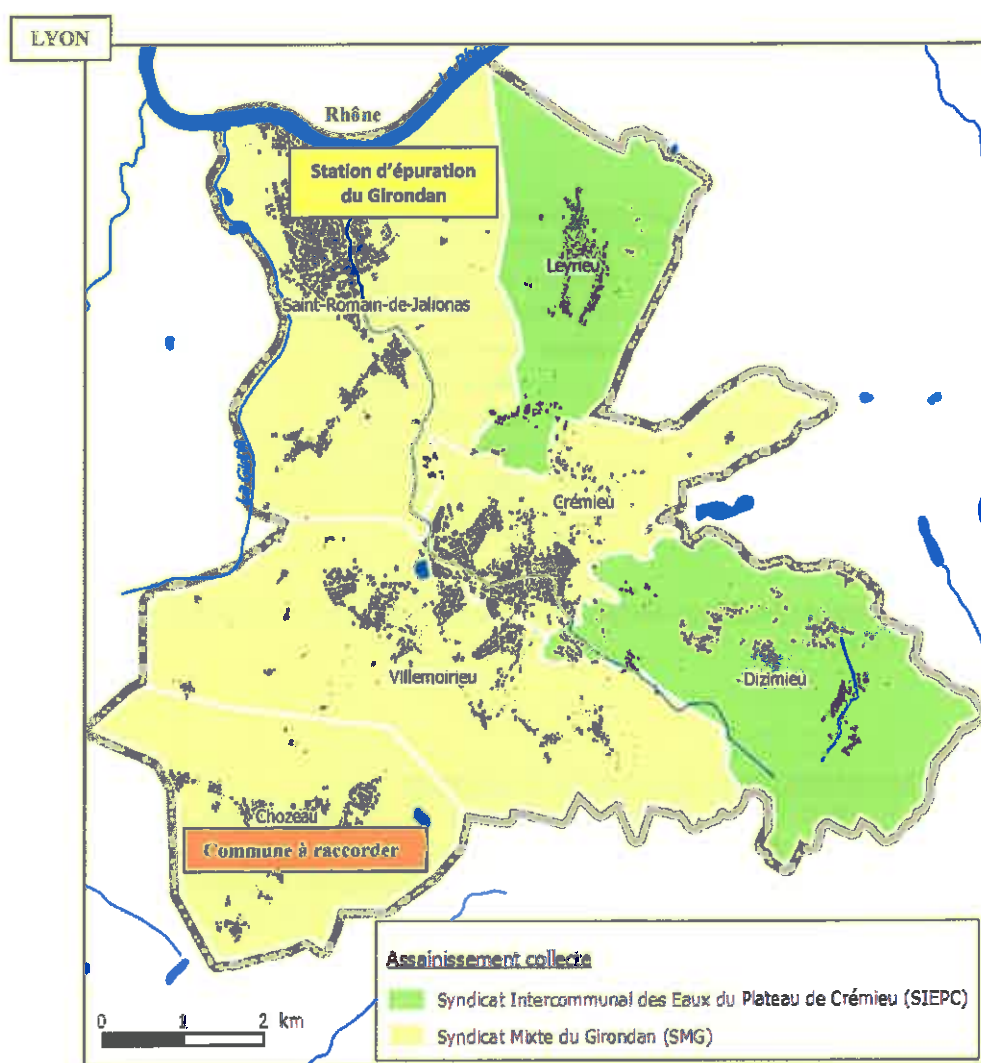 LYON
Rhône
Station d'épuration
du Girondan
Leyrieu
Saint-Romain-de-Jalionas
Crémieu
Villemoirieu
Dizimieu
Chozeau
Commune à raccorder
Assainissement collecte
Syndicat Intercommunal des Eaux du Plateau de Crémieu (SIEPC)
Syndicat Mixte du Girondan (SMG)
0 1 2 km